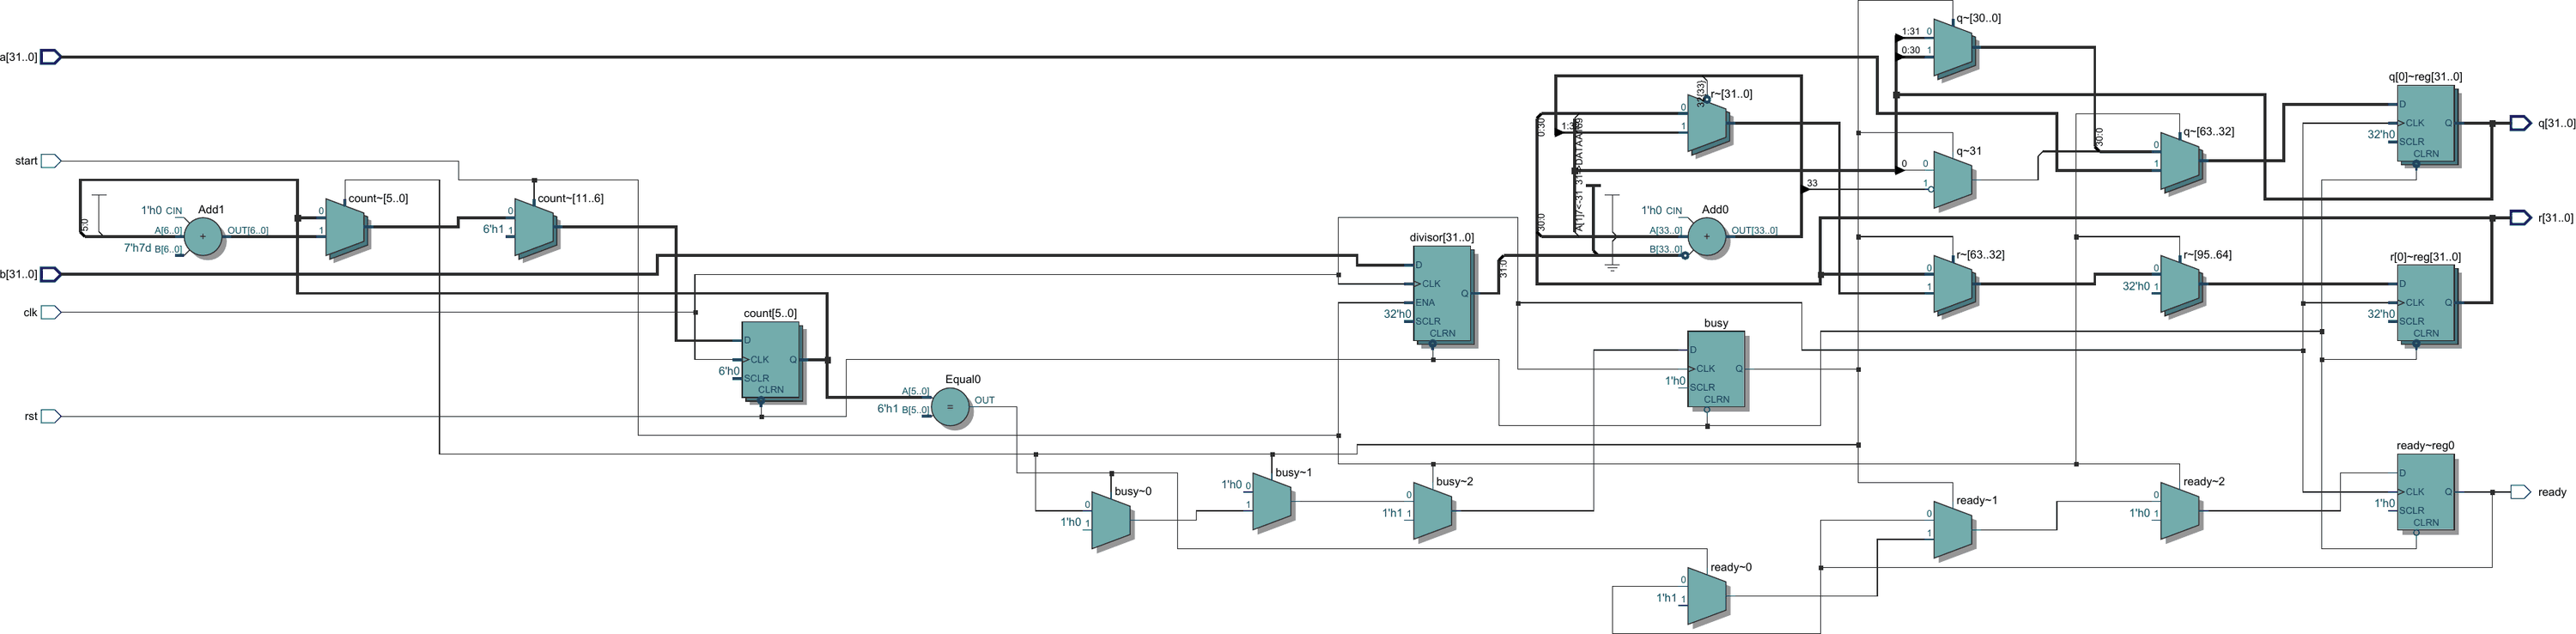 a[31..0]
start
b[31..0]
clk
rst
5:0
1'h0 CIN
Add1
A[6..0]
+
OUT[6..0]
7'h7d B[6..0]
count~[5..0]
0
1
count~[11..6]
0
6'h1 1
count[5..0]
D
CLK
Q
6'h0
SCLR
CLRN
Equal0
A[5..0]
=
OUT
6'h1 B[5..0]
busy~0
0
1'h0 1
busy~1
1'h0 0
1
busy~2
0
1'h1 1
divisor[31..0]
D
CLK
Q
ENA
32'h0
SCLR
CLRN
31:0
0:30
30:0
r~[31..0]
0
1
1'h0 CIN
Add0
A[33..0]
+
OUT[33..0]
B[33..0]
33
busy
D
CLK
Q
1'h0
SCLR
CLRN
ready~0
0
1'h1 1
q~[30..0]
1:31 0
0:30 1
q~31
0 0
1
r~[63..32]
0
1
ready~1
0
1
30:0
q~[63..32]
0
1
r~[95..64]
0
32'h0 1
ready~2
0
1'h0 1
q[0]~reg[31..0]
D
CLK
Q
32'h0
SCLR
CLRN
r[0]~reg[31..0]
D
CLK
Q
32'h0
SCLR
CLRN
ready~reg0
D
CLK
Q
1'h0
SCLR
CLRN
q[31..0]
r[31..0]
ready